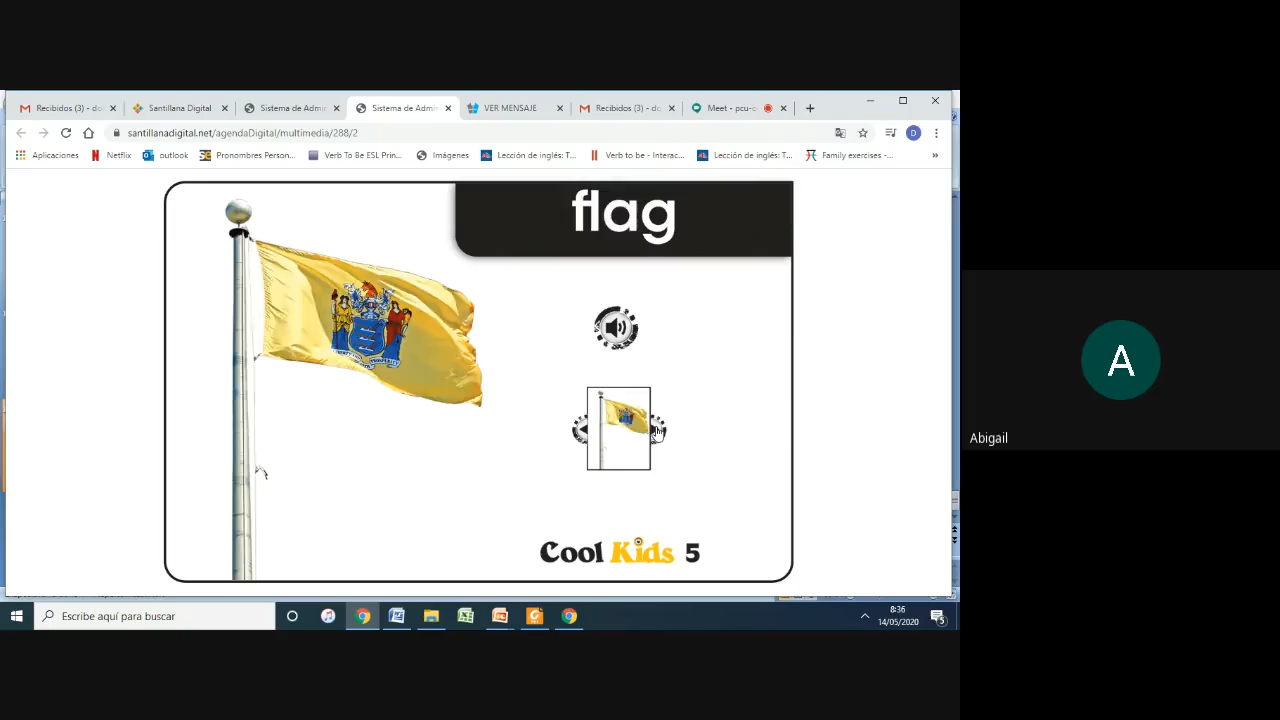 Recibidos (3) - do
Santillana Digital
Sistema de Admin
Sistema de Admin
VER MENSAJE
Recibidos (3) - do
Meet - pcu-o
santillanadigital.net/agendaDigital/multimedia/288/2
D
Aplicaciones
Netflix
outlook
Pronombres Person...
Verb To Be ESL Prin...
Imágenes
Lección de inglés: T...
Verb to be - Interac...
Lección de inglés: T...
Family exercises -...
»
flag
Cool Kids 5
A
Abigail
Escribe aquí para buscar
8:36
14/05/2020
5